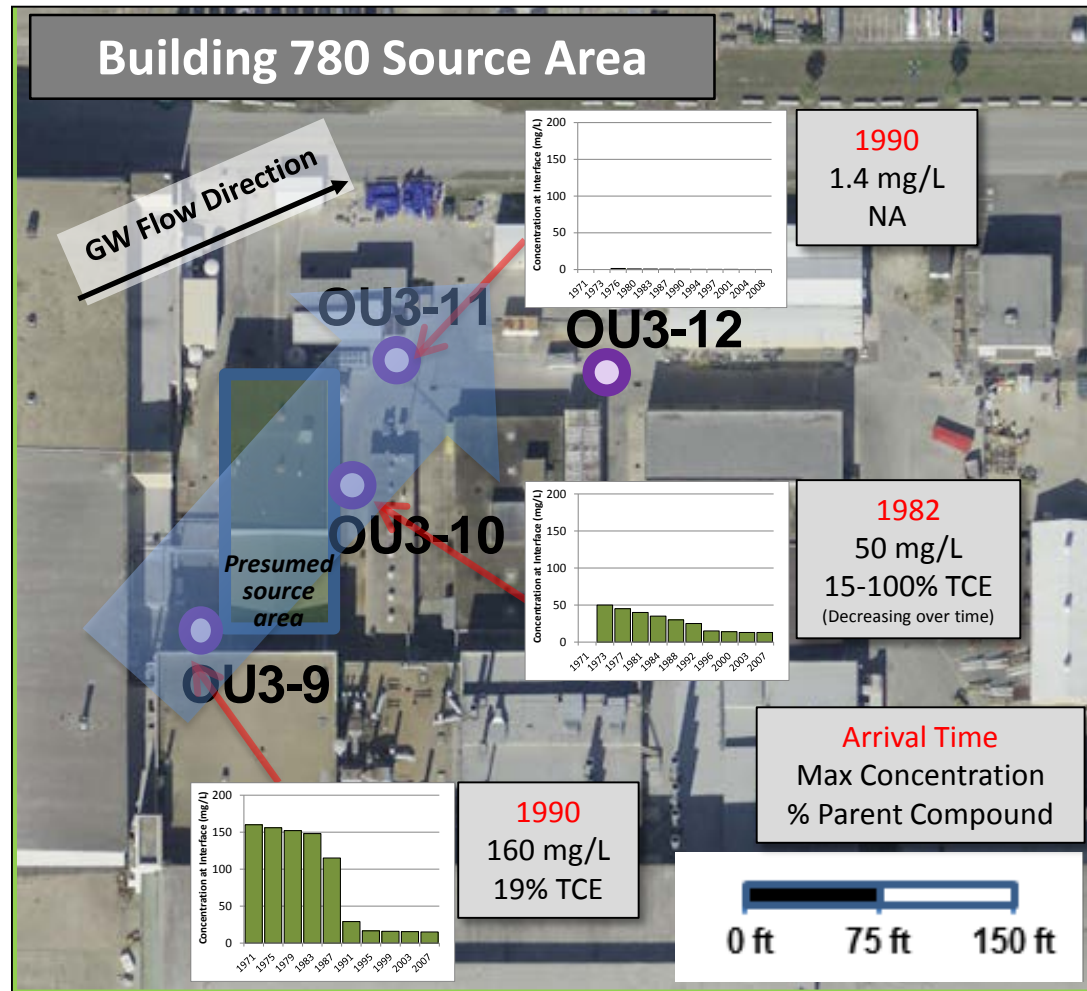 Building 780 Source Area
GW Flow Direction
Concentration at Interface (mg/L)
200
150
100
50
0
1971
1973
1976
1980
1983
1987
1990
1994
1997
2001
2004
2008
1990
1.4 mg/L
NA
OU3-11
OU3-12
OU3-10
Presumed
source
area
OU3-9
Concentration at Interface (mg/L)
200
150
100
50
0
1971
1973
1977
1981
1984
1988
1992
1996
2000
2003
2007
1982
50 mg/L
15-100% TCE
(Decreasing over time)
Concentration at Interface (mg/L)
200
150
100
50
0
1971
1975
1979
1983
1987
1991
1995
1999
2003
2007
1990
160 mg/L
19% TCE
Arrival Time
Max Concentration
% Parent Compound
0 ft
75 ft
150 ft